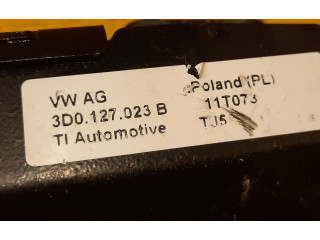 VW AG Poland (PL)
3D0.127.023 B 11T073
TI Automotive TJ5